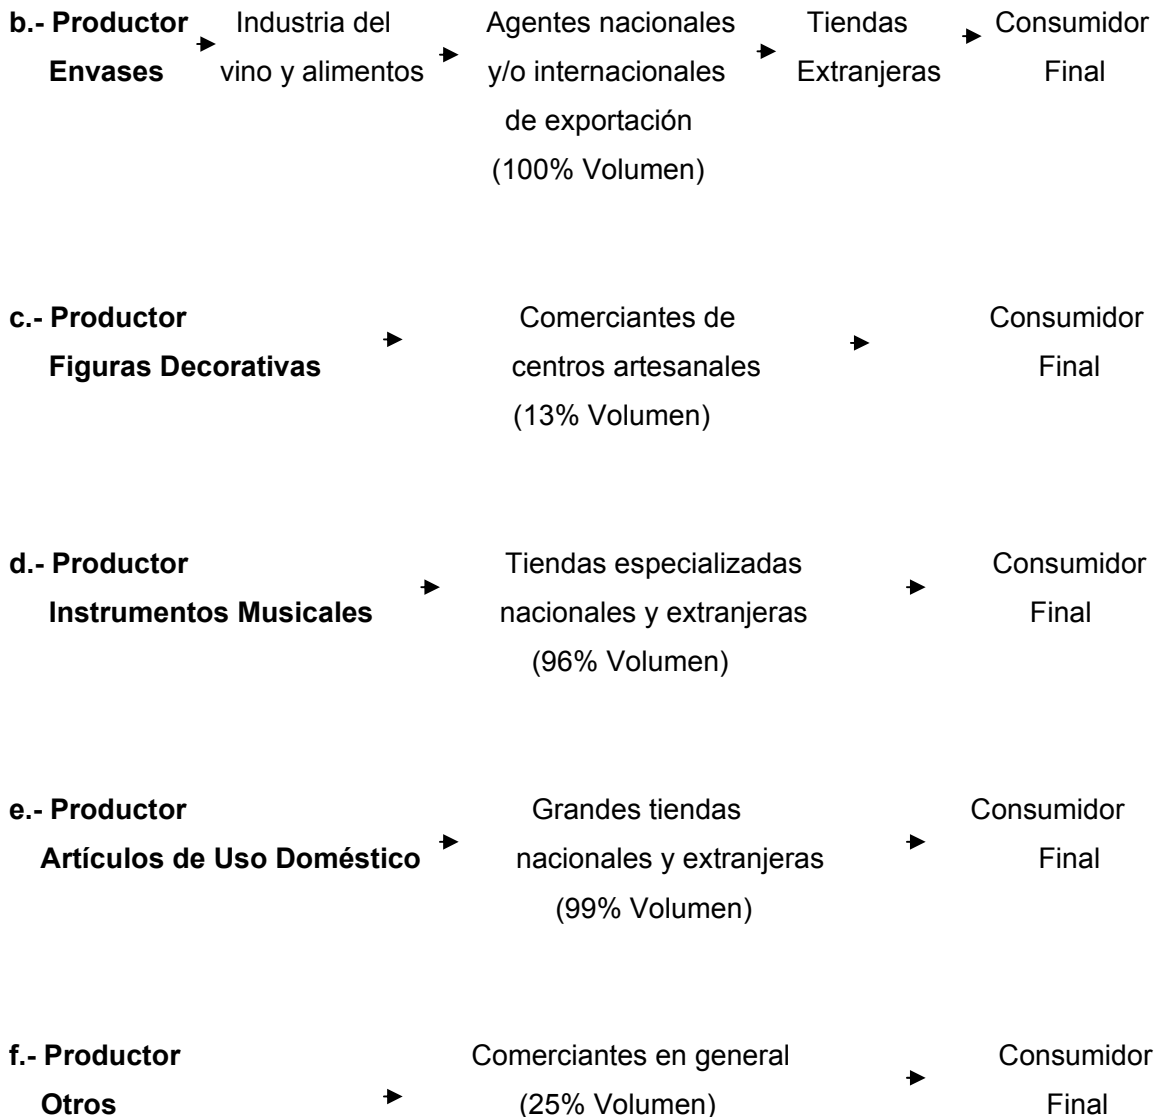 b.- Productor Industria del Agentes nacionales Tiendas Consumidor
Envases vino y alimentos y/o internacionales Extranjeras Final
de exportación
(100% Volumen)
c.- Productor Comerciantes de Consumidor
Figuras Decorativas centros artesanales Final
(13% Volumen)
d.- Productor Tiendas especializadas Consumidor
Instrumentos Musicales nacionales y extranjeras Final
(96% Volumen)
e.- Productor Grandes tiendas Consumidor
Artículos de Uso Doméstico nacionales y extranjeras Final
(99% Volumen)
f.- Productor Comerciantes en general Consumidor
Otros (25% Volumen) Final